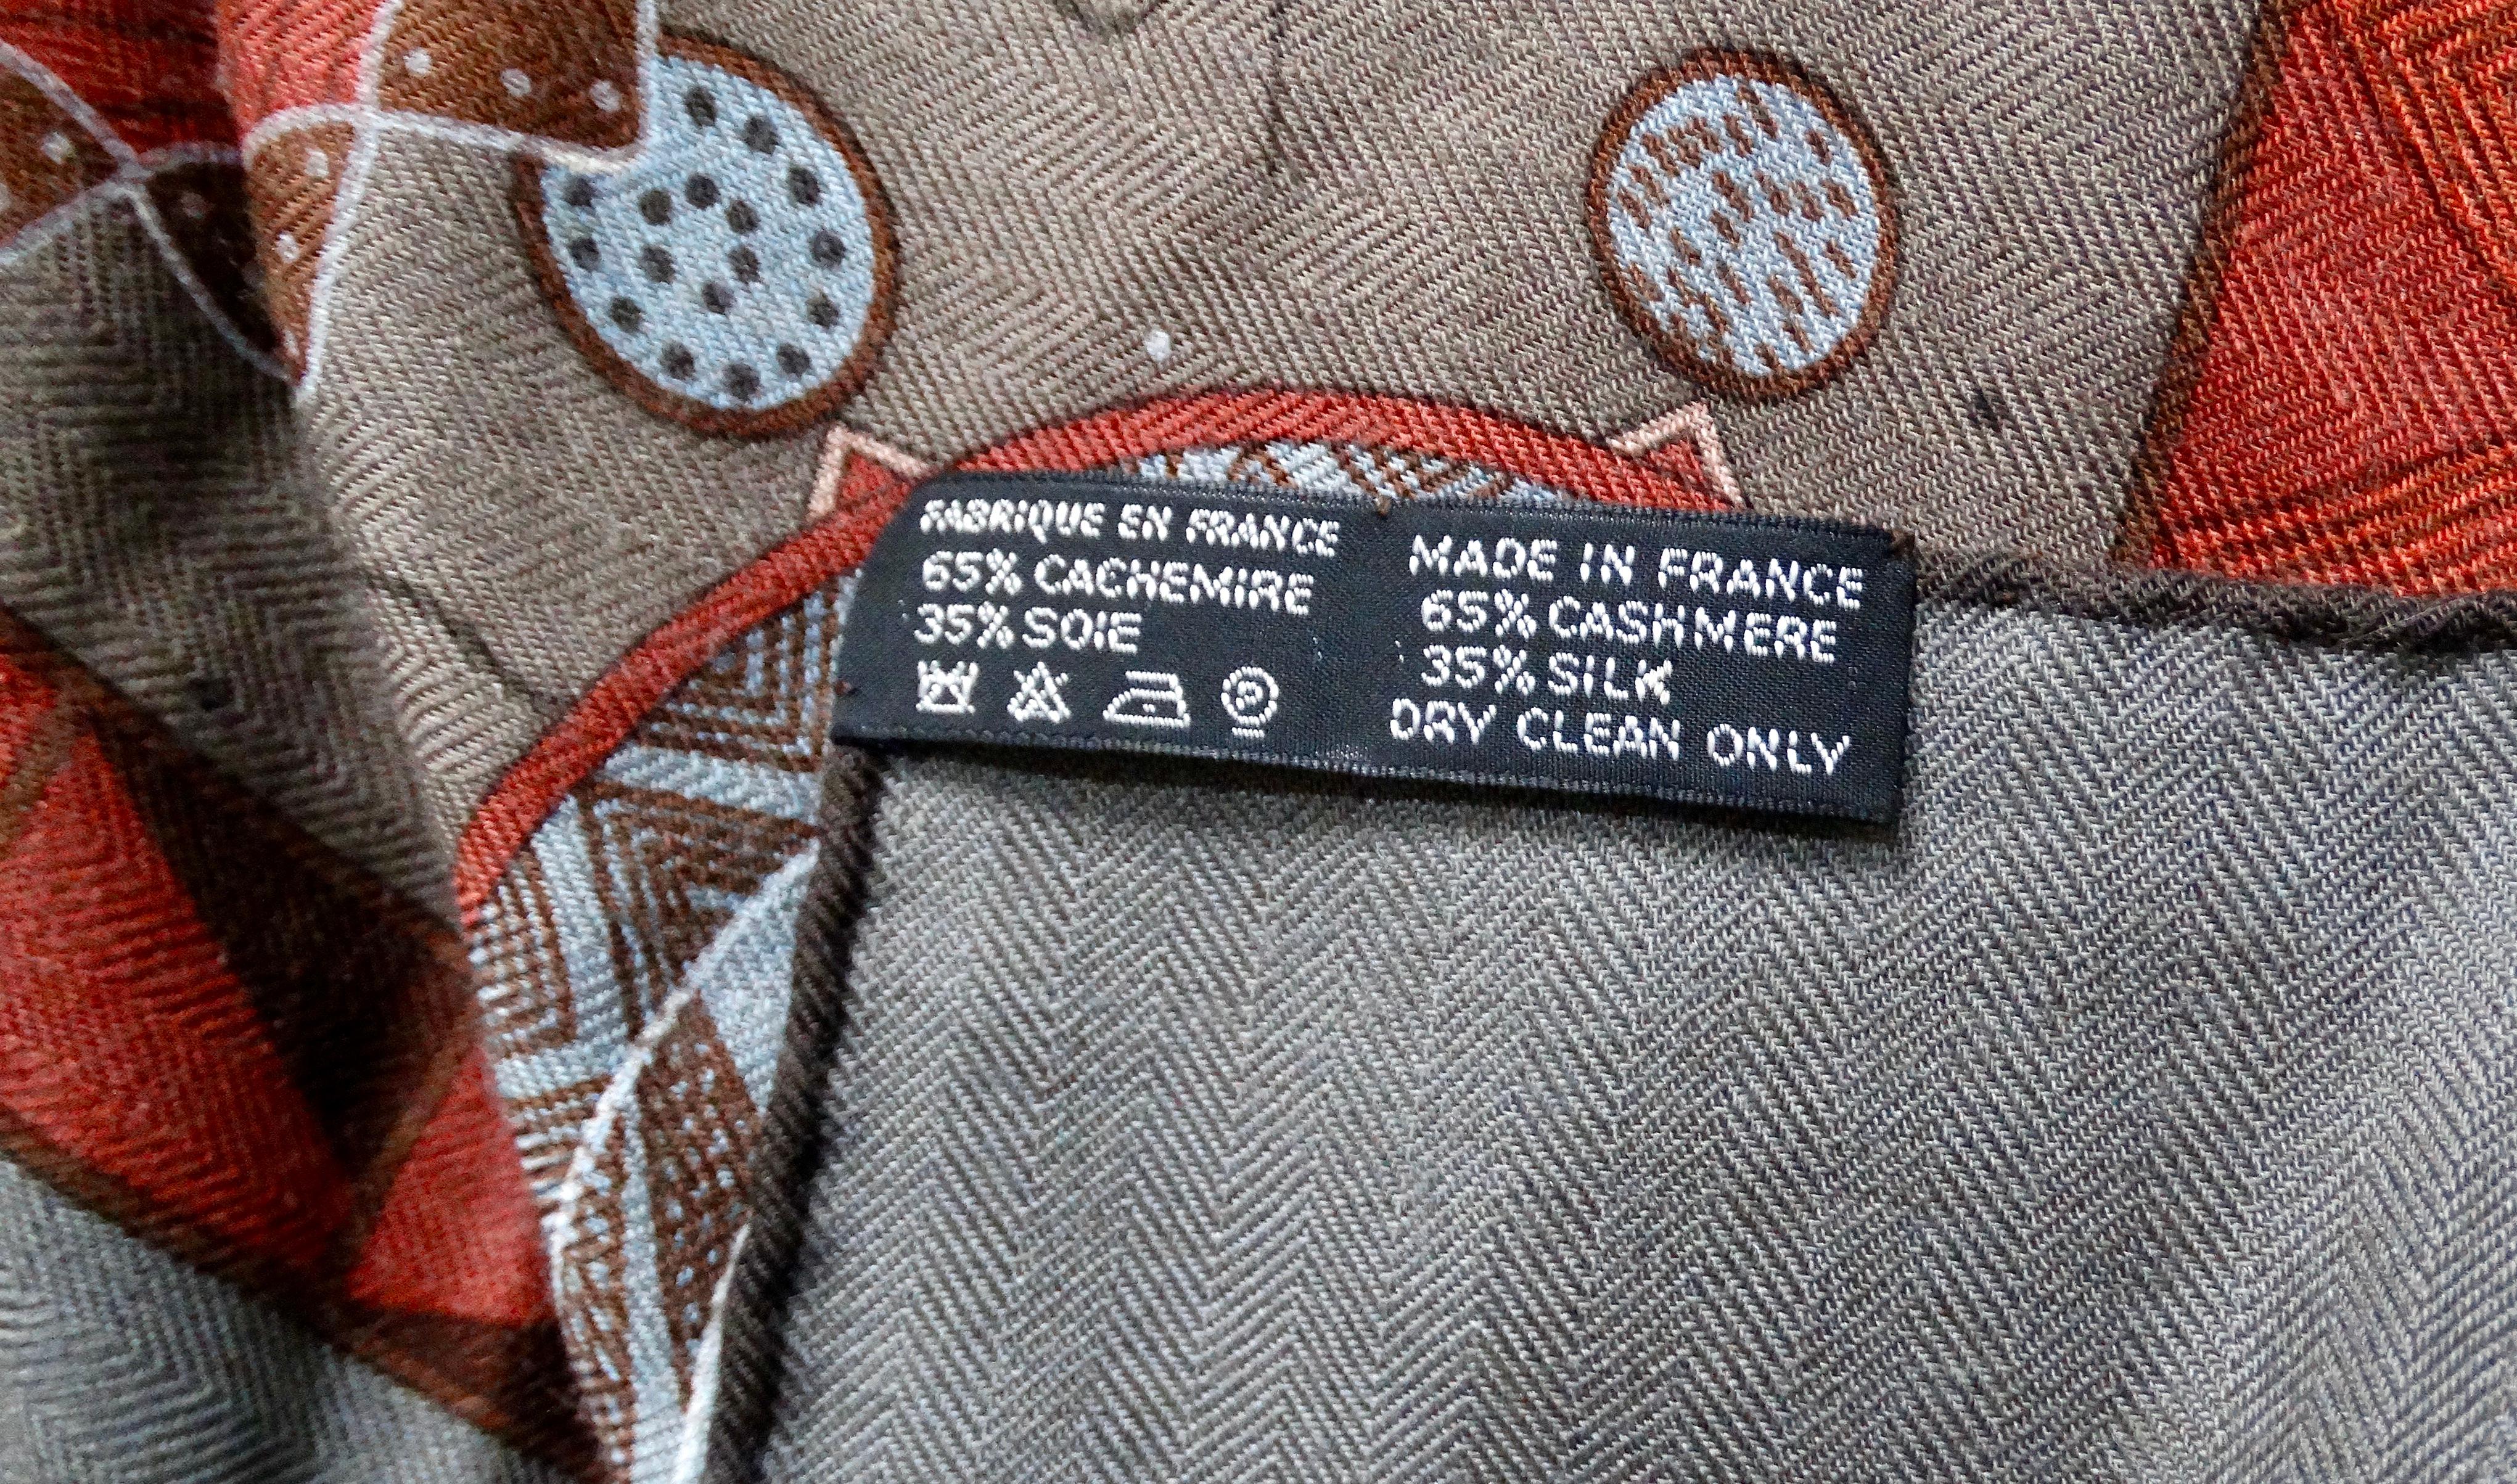 FABRIQUE EN FRANCE
65% CACHEMIRE
35% SOIE
P
MADE IN FRANCE
65% CASHMERE
35% SILK
DRY CLEAN ONLY